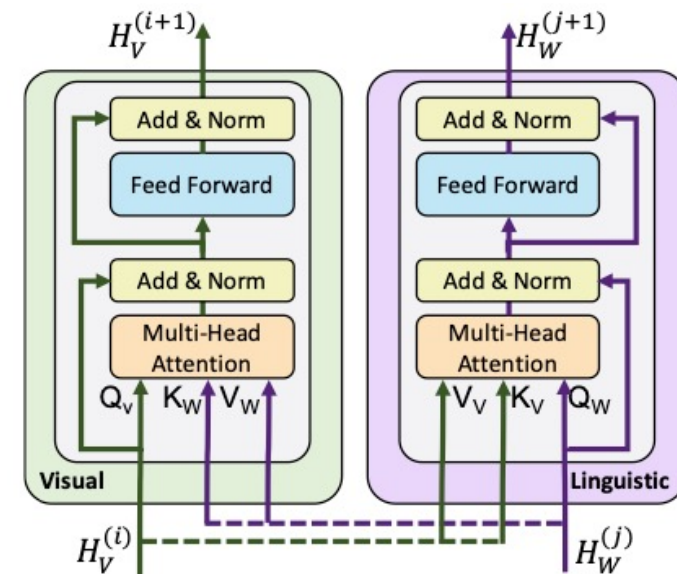 H_V^{(i+1)}
Add & Norm
Feed Forward
Add & Norm
Multi-Head
Attention
Q_v K_W V_W
Visual
H_V^{(i)}
H_W^{(j+1)}
Add & Norm
Feed Forward
Add & Norm
Multi-Head
Attention
V_V K_V Q_W
Linguistic
H_W^{(j)}